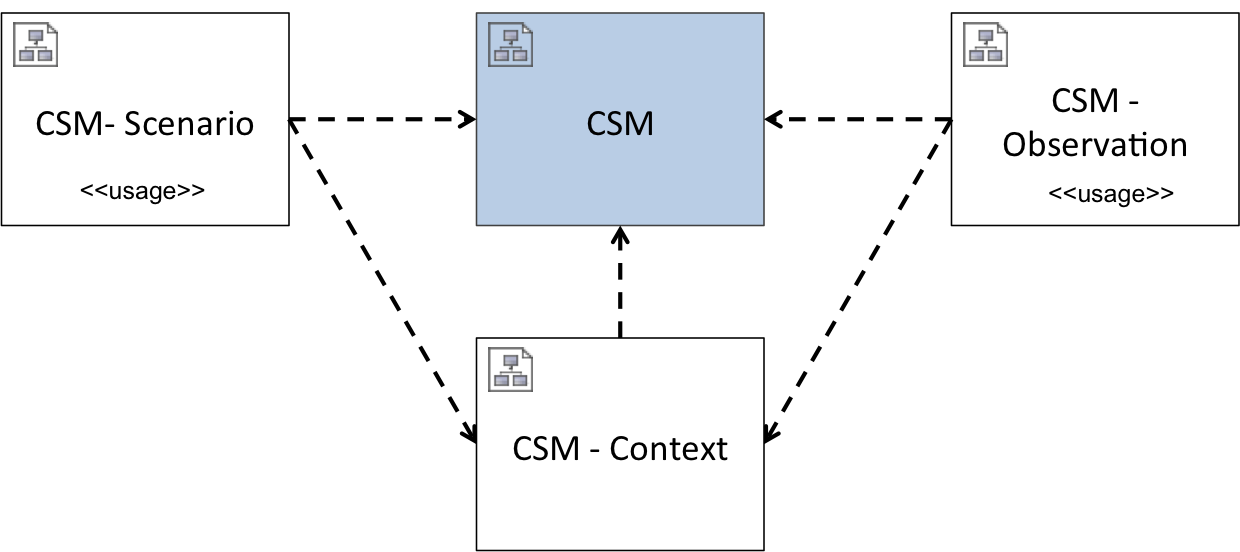 CSM- Scenario
<<usage>>
CSM
CSM -
Observation
<<usage>>
CSM - Context